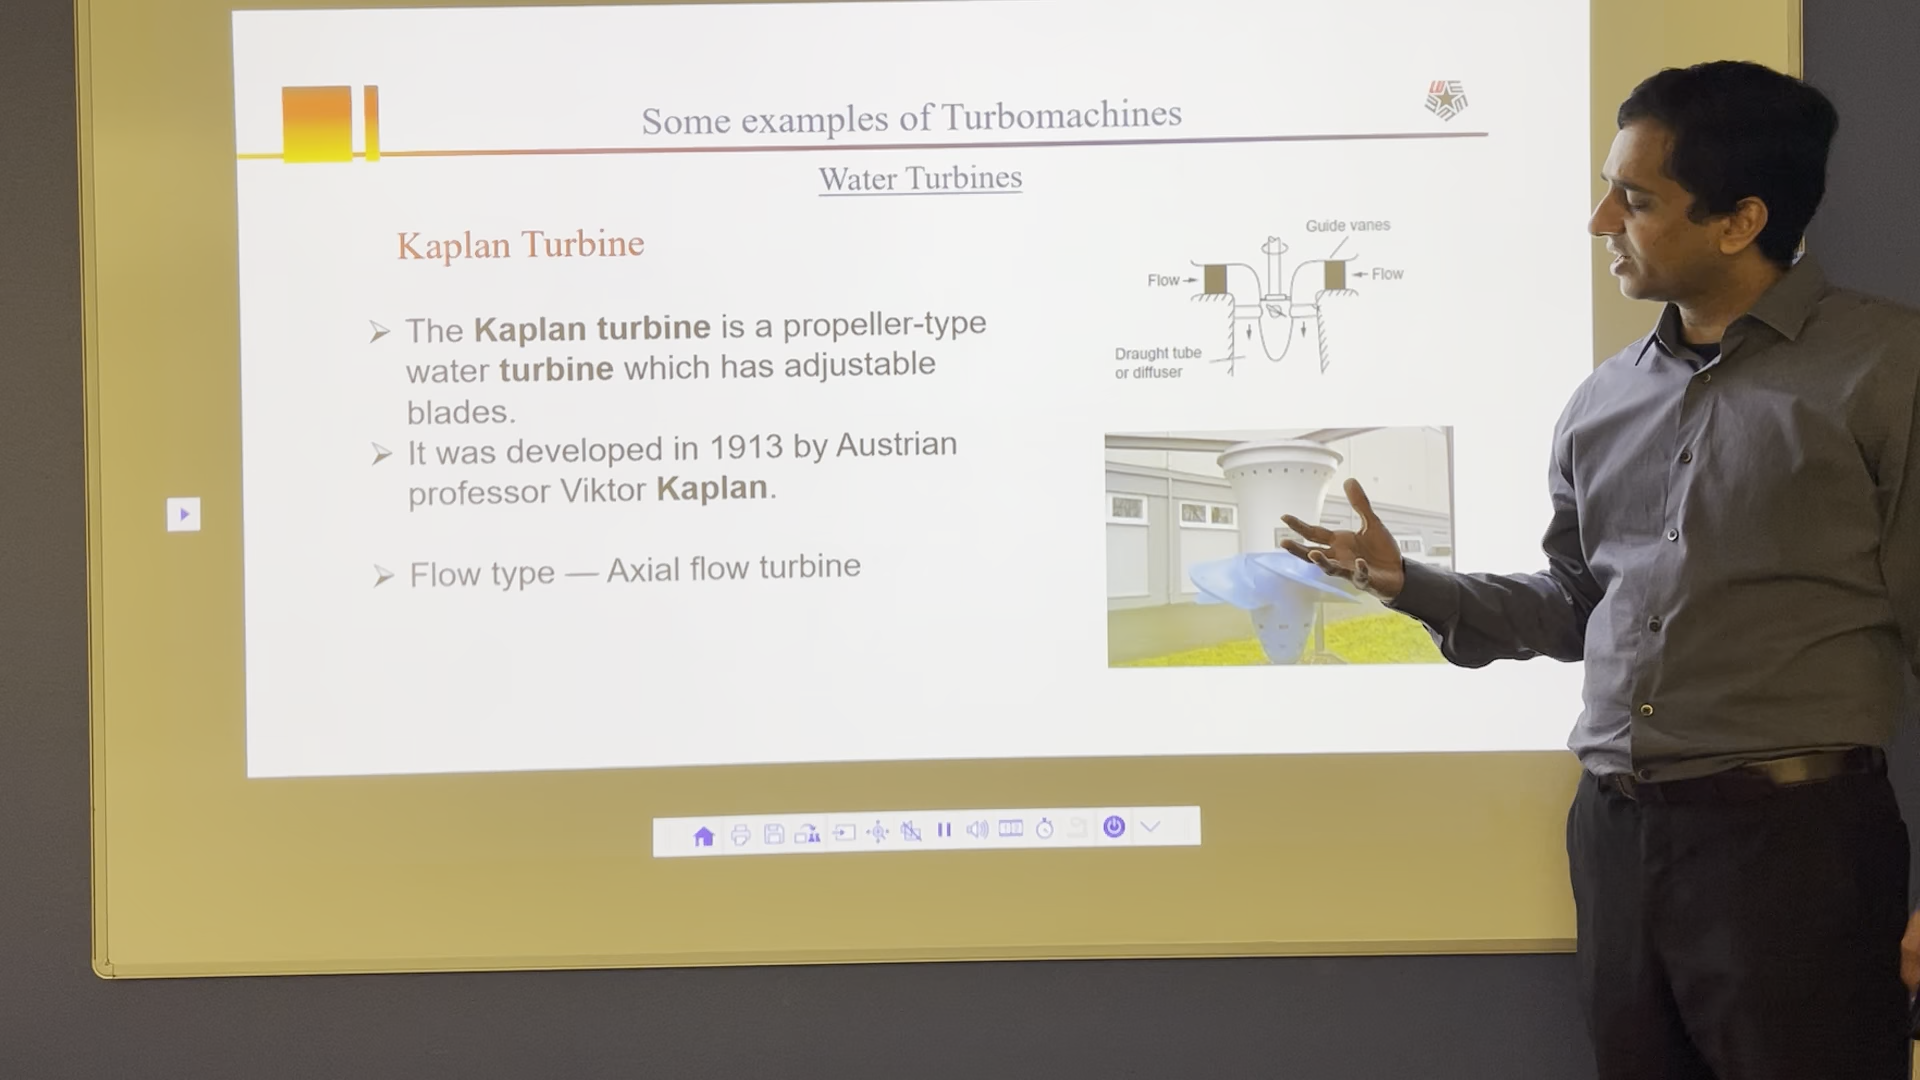 Some examples of Turbomachines
Water Turbines
Kaplan Turbine
The Kaplan turbine is a propeller-type
water turbine which has adjustable
blades.
It was developed in 1913 by Austrian
professor Viktor Kaplan.
Flow type — Axial flow turbine
Guide vanes
Flow
Flow
Draught tube
or diffuser